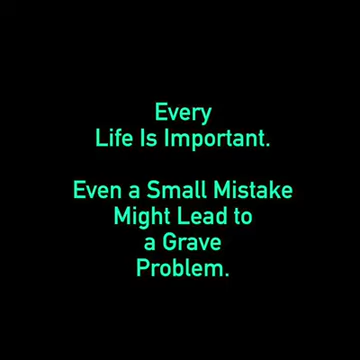 Every
Life Is Important.
Even a Small Mistake
Might Lead to
a Grave
Problem.